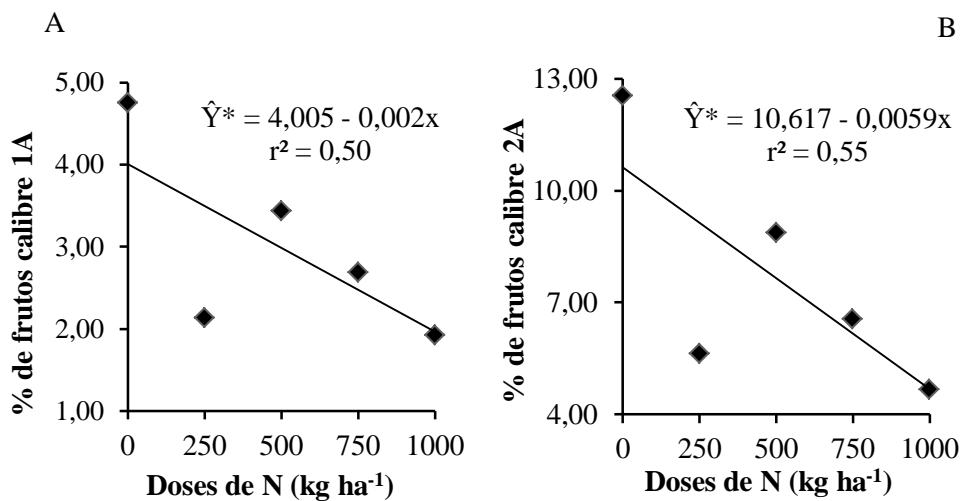 A
% de frutos calibre 1A
5,00
4,00
3,00
2,00
1,00
Ŷ* = 4,005 - 0,002x
r² = 0,50
0 250 500 750 1000
Doses de N (kg ha⁻¹)
B
% de frutos calibre 2A
13,00
10,00
7,00
4,00
Ŷ* = 10,617 - 0,0059x
r² = 0,55
0 250 500 750 1000
Doses de N (kg ha⁻¹)